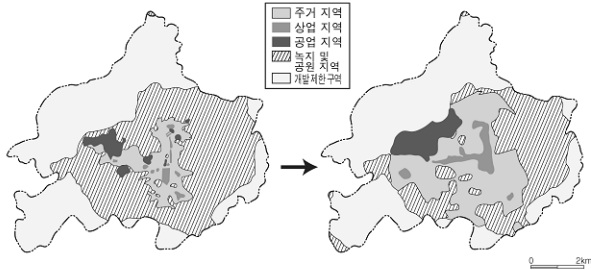 주거 지역
상업 지역
공업 지역
녹지 및
공원 지역
개발제한구역
0 2km